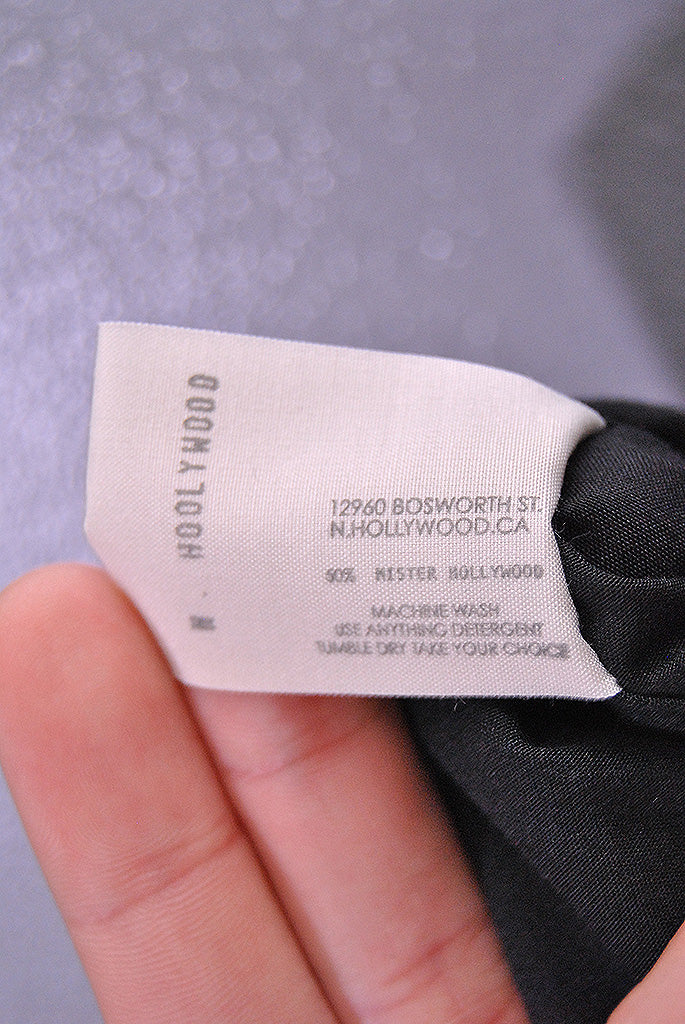 HOOLYWOOD
12960 BOSWORTH ST.
N.HOLLYWOOD.CA
50% MISTER HOLLYWOOD
MACHINE WASH
USE ANYTHING DETERGENT
TUMBLE DRY TAKE YOUR CHOICE